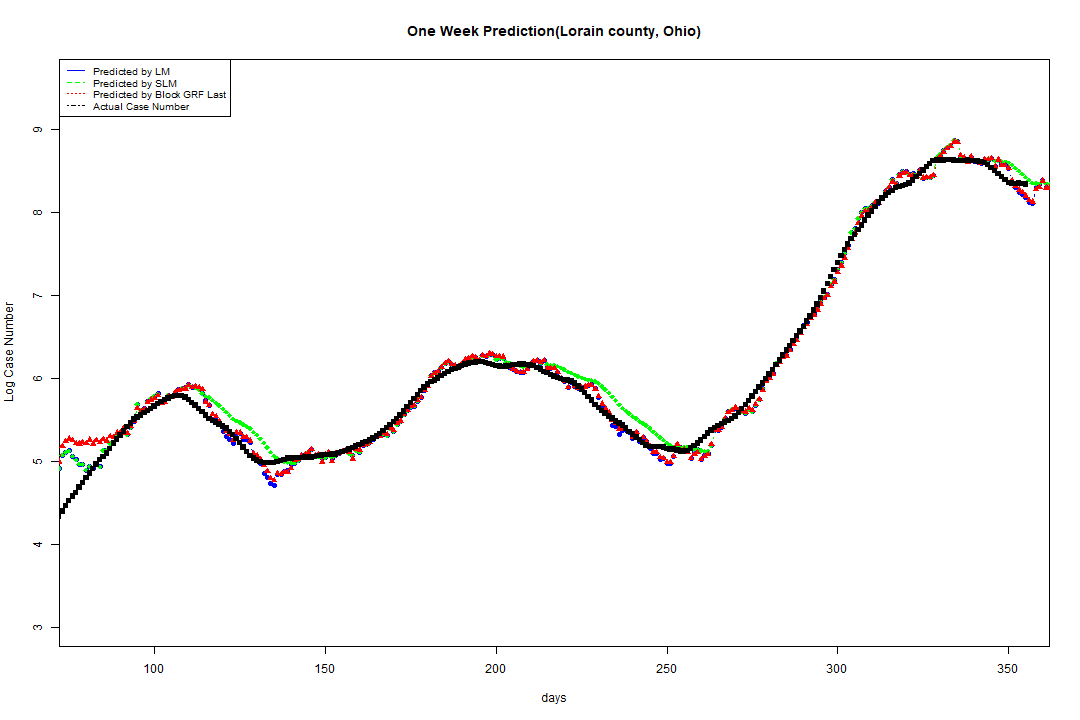 One Week Prediction(Lorain county, Ohio)
Predicted by LM
Predicted by SLM
Predicted by Block GRF Last
Actual Case Number
9
8
7
6
5
4
3
Log Case Number
100 150 200 250 300 350
days